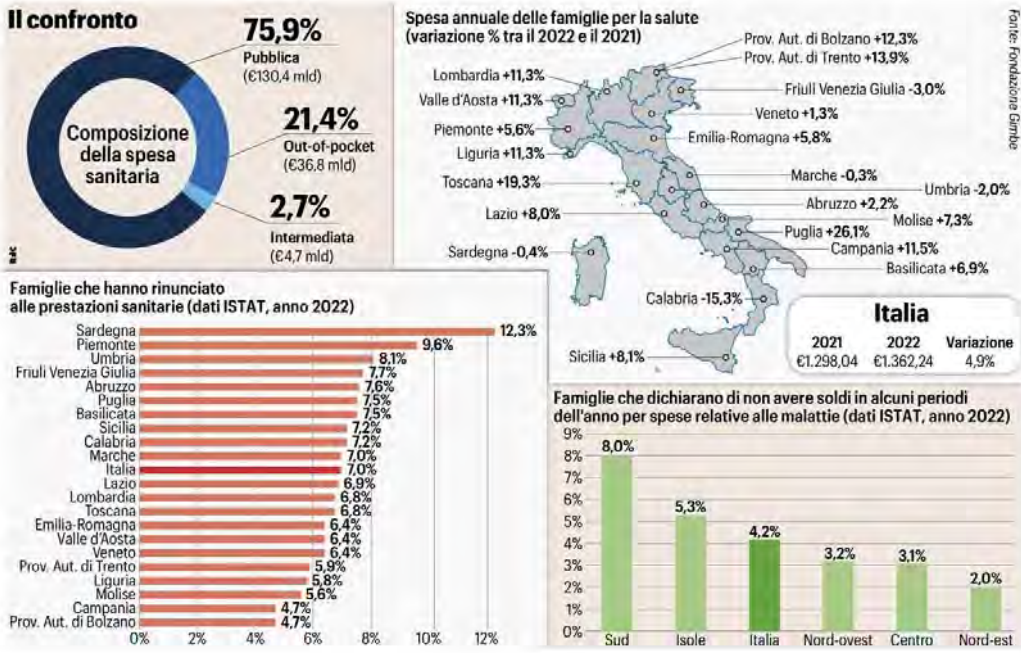 Il confronto
Composizione
della spesa
sanitaria
75,9%
Pubblica
(€130,4 mld)
21,4%
Out-of-pocket
(€36,8 mld)
2,7%
Intermediata
(€4,7 mld)
Spesa annuale delle famiglie per la salute
(variazione % tra il 2022 e il 2021)
Fonte: Fondazione Gimbe
Prov. Aut. di Bolzano +12,3%
Prov. Aut. di Trento +13,9%
Lombardia +11,3%
Friuli Venezia Giulia -3,0%
Valle d'Aosta +11,3%
Veneto +1,3%
Piemonte +5,6%
Emilia-Romagna +5,8%
Liguria +11,3%
Marche -0,3%
Toscana +19,3%
Umbria -2,0%
Abruzzo +2,2%
Lazio +8,0%
Molise +7,3%
Puglia +26,1%
Sardegna -0,4%
Campania +11,5%
Basilicata +6,9%
Calabria -15,3%
Sicilia +8,1%
Italia
2021 2022 Variazione
€1.298,04 €1.362,24 4,9%
Famiglie che hanno rinunciato
alle prestazioni sanitarie (dati ISTAT, anno 2022)
Sardegna 12,3%
Piemonte 9,6%
Umbria 8,1%
Friuli Venezia Giulia 7,7%
Abruzzo 7,6%
Puglia 7,5%
Basilicata 7,5%
Sicilia 7,2%
Calabria 7,2%
Marche 7,0%
Italia 7,0%
Lazio 6,9%
Lombardia 6,8%
Toscana 6,8%
Emilia-Romagna 6,4%
Valle d'Aosta 6,4%
Veneto 6,4%
Prov. Aut. di Trento 5,9%
Liguria 5,8%
Molise 5,6%
Campania 4,7%
Prov. Aut. di Bolzano 4,7%
0% 2% 4% 6% 8% 10% 12%
Famiglie che dichiarano di non avere soldi in alcuni periodi
dell'anno per spese relative alle malattie (dati ISTAT, anno 2022)
9%
8%
7%
6%
5%
4%
3%
2%
1%
0%
8,0%
5,3%
4,2%
3,2%
3,1%
2,0%
Sud Isole Italia Nord-ovest Centro Nord-est